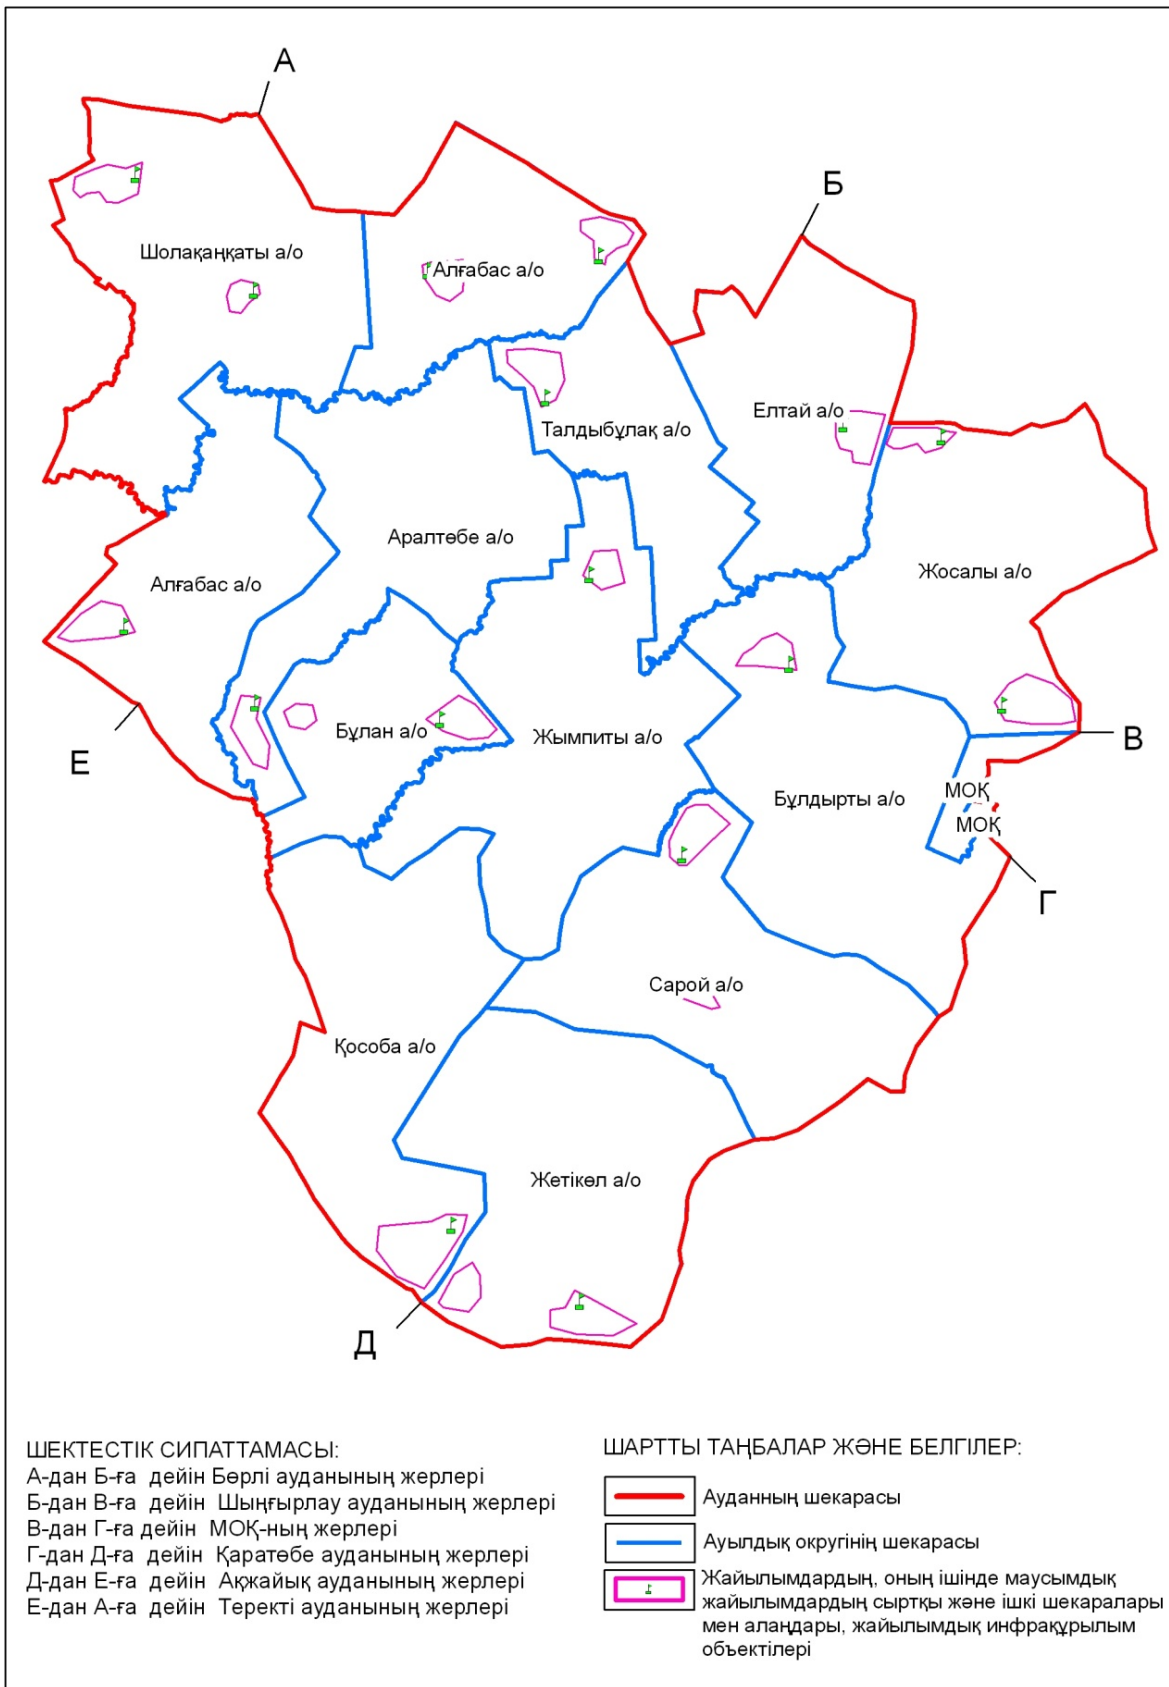 А
Б
Шолақаңқаты а/о
Алғабас а/о
Елтай а/о
Талдыбұлақ а/о
Аралтөбе а/о
Жосалы а/о
Алғабас а/о
Бұлан а/о
Жымпиты а/о
В
Е
Бұлдырты а/о
МОҚ
МОҚ
Г
Сарой а/о
Қособа а/о
Жетікөл а/о
Д
ШЕКТЕСТІК СИПАТТАМАСЫ:
А-дан Б-ға дейін Бөрлі ауданының жерлері
Б-дан В-ға дейін Шыңғырлау ауданының жерлері
В-дан Г-ға дейін МОҚ-ның жерлері
Г-дан Д-ға дейін Қаратөбе ауданының жерлері
Д-дан Е-ға дейін Ақжайық ауданының жерлері
Е-дан А-ға дейін Теректі ауданының жерлері
ШАРТТЫ ТАҢБАЛАР ЖӘНЕ БЕЛГІЛЕР:
Ауданның шекарасы
Ауылдық округінің шекарасы
Жайылымдардың, оның ішінде маусымдық
жайылымдардың сыртқы және ішкі шекаралары
мен алаңдары, жайылымдық инфрақұрылым
объектілері